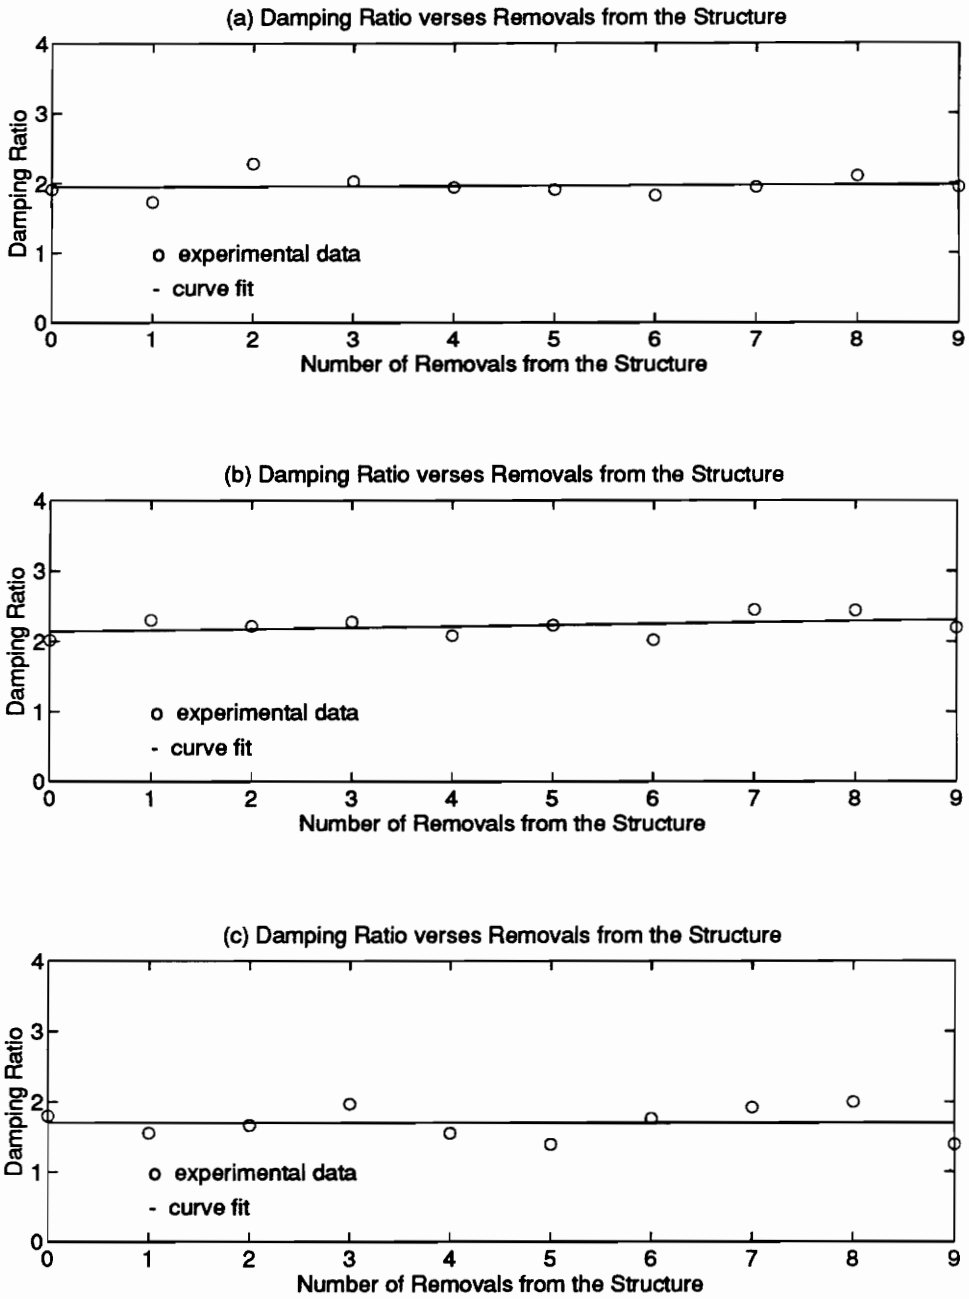 (a) Damping Ratio verses Removals from the Structure
4
3
2
1
0
Damping Ratio
o experimental data
- curve fit
0 1 2 3 4 5 6 7 8 9
Number of Removals from the Structure
(b) Damping Ratio verses Removals from the Structure
4
3
2
1
0
Damping Ratio
o experimental data
- curve fit
0 1 2 3 4 5 6 7 8 9
Number of Removals from the Structure
(c) Damping Ratio verses Removals from the Structure
4
3
2
1
0
Damping Ratio
o experimental data
- curve fit
0 1 2 3 4 5 6 7 8 9
Number of Removals from the Structure